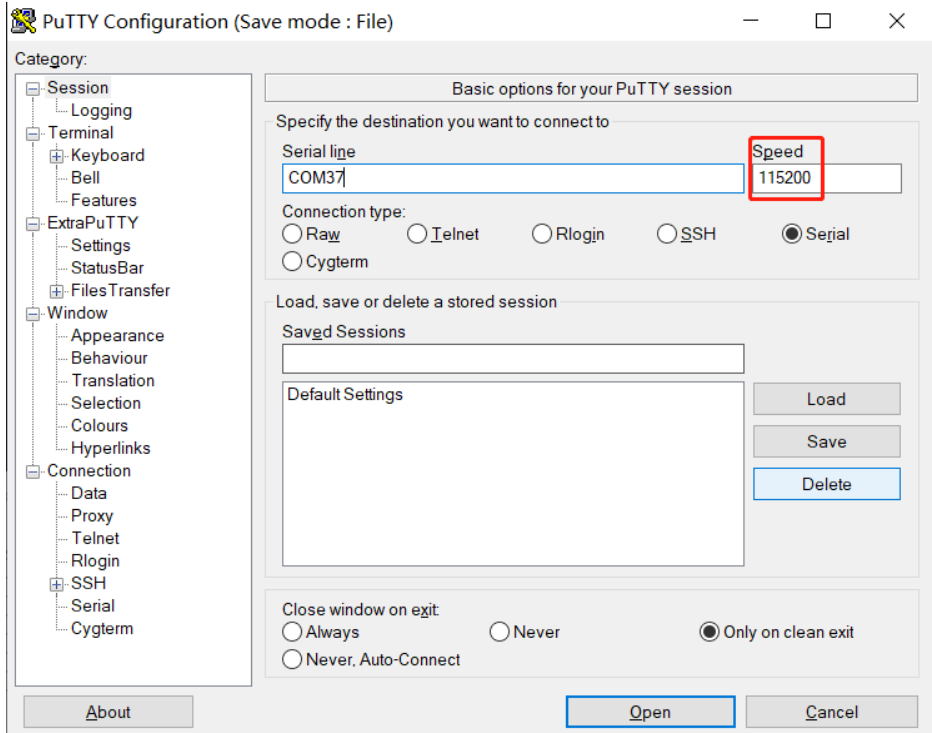 PuTTY Configuration (Save mode : File)
Category:
Session
Logging
Terminal
Keyboard
Bell
Features
ExtraPuTTY
Settings
StatusBar
FilesTransfer
Window
Appearance
Behaviour
Translation
Selection
Colours
Hyperlinks
Connection
Data
Proxy
Telnet
Rlogin
SSH
Serial
Cygterm
Basic options for your PuTTY session
Specify the destination you want to connect to
Serial line Speed
COM37 115200
Connection type:
Raw Telnet Rlogin SSH Serial
Cygterm
Load, save or delete a stored session
Saved Sessions
Default Settings
Load
Save
Delete
Close window on exit:
Always Never Only on clean exit
Never, Auto-Connect
About Open Cancel